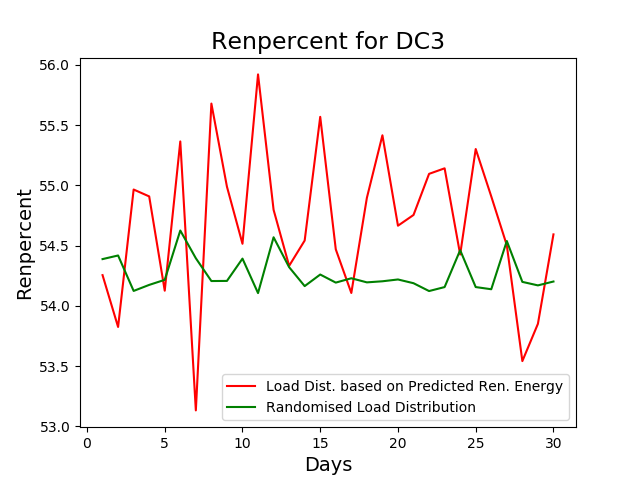 Renpercent for DC3
Renpercent
56.0
55.5
55.0
54.5
54.0
53.5
53.0
Load Dist. based on Predicted Ren. Energy
Randomised Load Distribution
0 5 10 15 20 25 30
Days